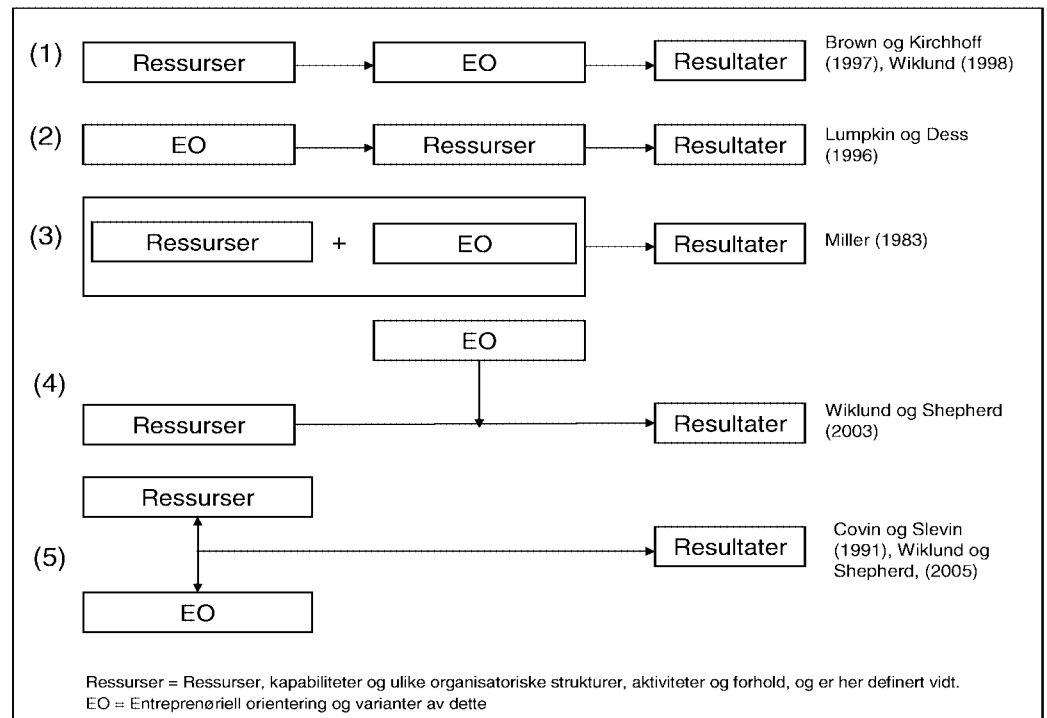 (1) Ressurser EO Resultater Brown og Kirchhoff
(1997), Wiklund (1998)
(2) EO Ressurser Resultater Lumpkin og Dess
(1996)
(3) Ressurser + EO Resultater Miller (1983)
EO
(4) Ressurser Resultater Wiklund og Shepherd
(2003)
Ressurser
(5) Resultater Covin og Slevin
(1991), Wiklund og
Shepherd, (2005)
EO
Ressurser = Ressurser, kapabiliteter og ulike organisatoriske strukturer, aktiviteter og forhold, og er her definert vidt.
EO = Entreprenøriell orientering og varianter av dette